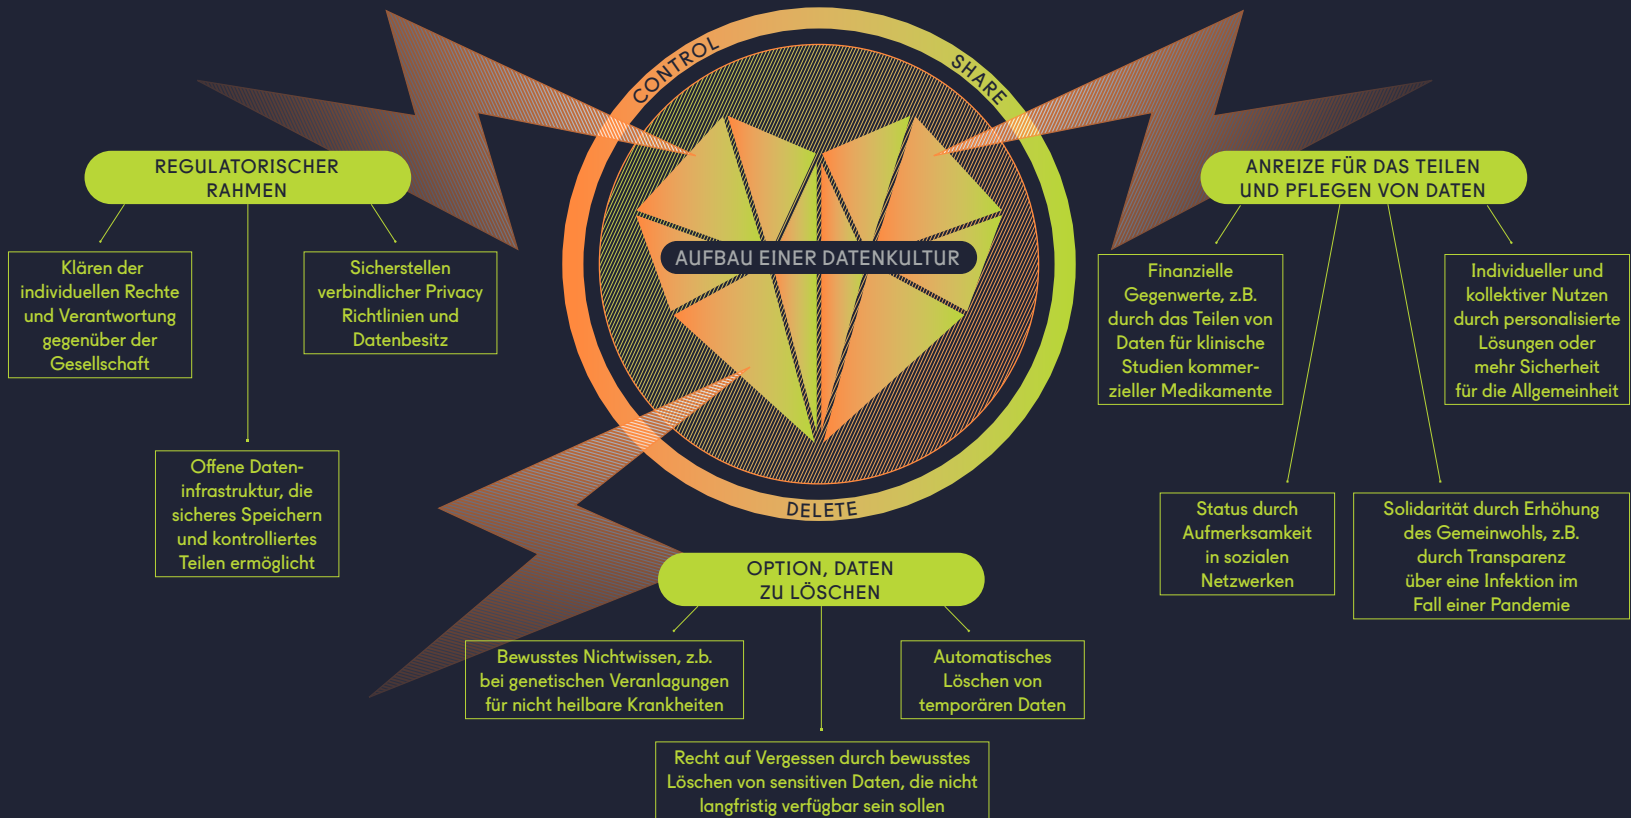 CONTROL
SHARE
DELETE
AUFBAU EINER DATENKULTUR
REGULATORISCHER
RAHMEN
Klären der
individuellen Rechte
und Verantwortung
gegenüber der
Gesellschaft
Sicherstellen
verbindlicher Privacy
Richtlinien und
Datenbesitz
Offene Daten-
infrastruktur, die
sicheres Speichern
und kontrolliertes
Teilen ermöglicht
ANREIZE FÜR DAS TEILEN
UND PFLEGEN VON DATEN
Finanzielle
Gegenwerte, z.B.
durch das Teilen von
Daten für klinische
Studien kommer-
zieller Medikamente
Individueller und
kollektiver Nutzen
durch personalisierte
Lösungen oder
mehr Sicherheit
für die Allgemeinheit
Status durch
Aufmerksamkeit
in sozialen
Netzwerken
Solidarität durch Erhöhung
des Gemeinwohls, z.B.
durch Transparenz
über eine Infektion im
Fall einer Pandemie
OPTION, DATEN
ZU LÖSCHEN
Bewusstes Nichtwissen, z.b.
bei genetischen Veranlagungen
für nicht heilbare Krankheiten
Automatisches
Löschen von
temporären Daten
Recht auf Vergessen durch bewusstes
Löschen von sensitiven Daten, die nicht
langfristig verfügbar sein sollen